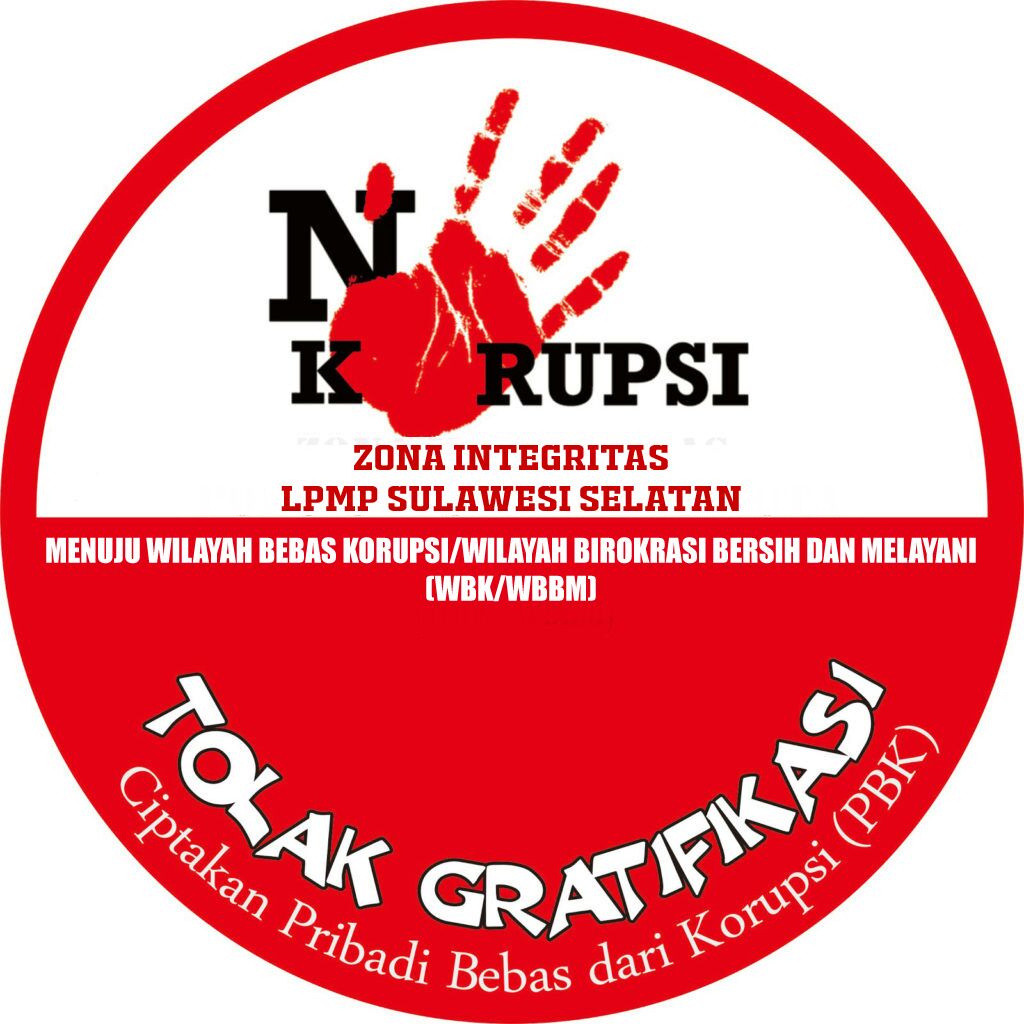 NO
KORUPSI
ZONA INTEGRITAS
LPMP SULAWESI SELATAN
MENUJU WILAYAH BEBAS KORUPSI/WILAYAH BIROKRASI BERSIH DAN MELAYANI
(WBK/WBBM)
TOLAK GRATIFIKASI
Ciptakan Pribadi Bebas dari Korupsi (PBK)